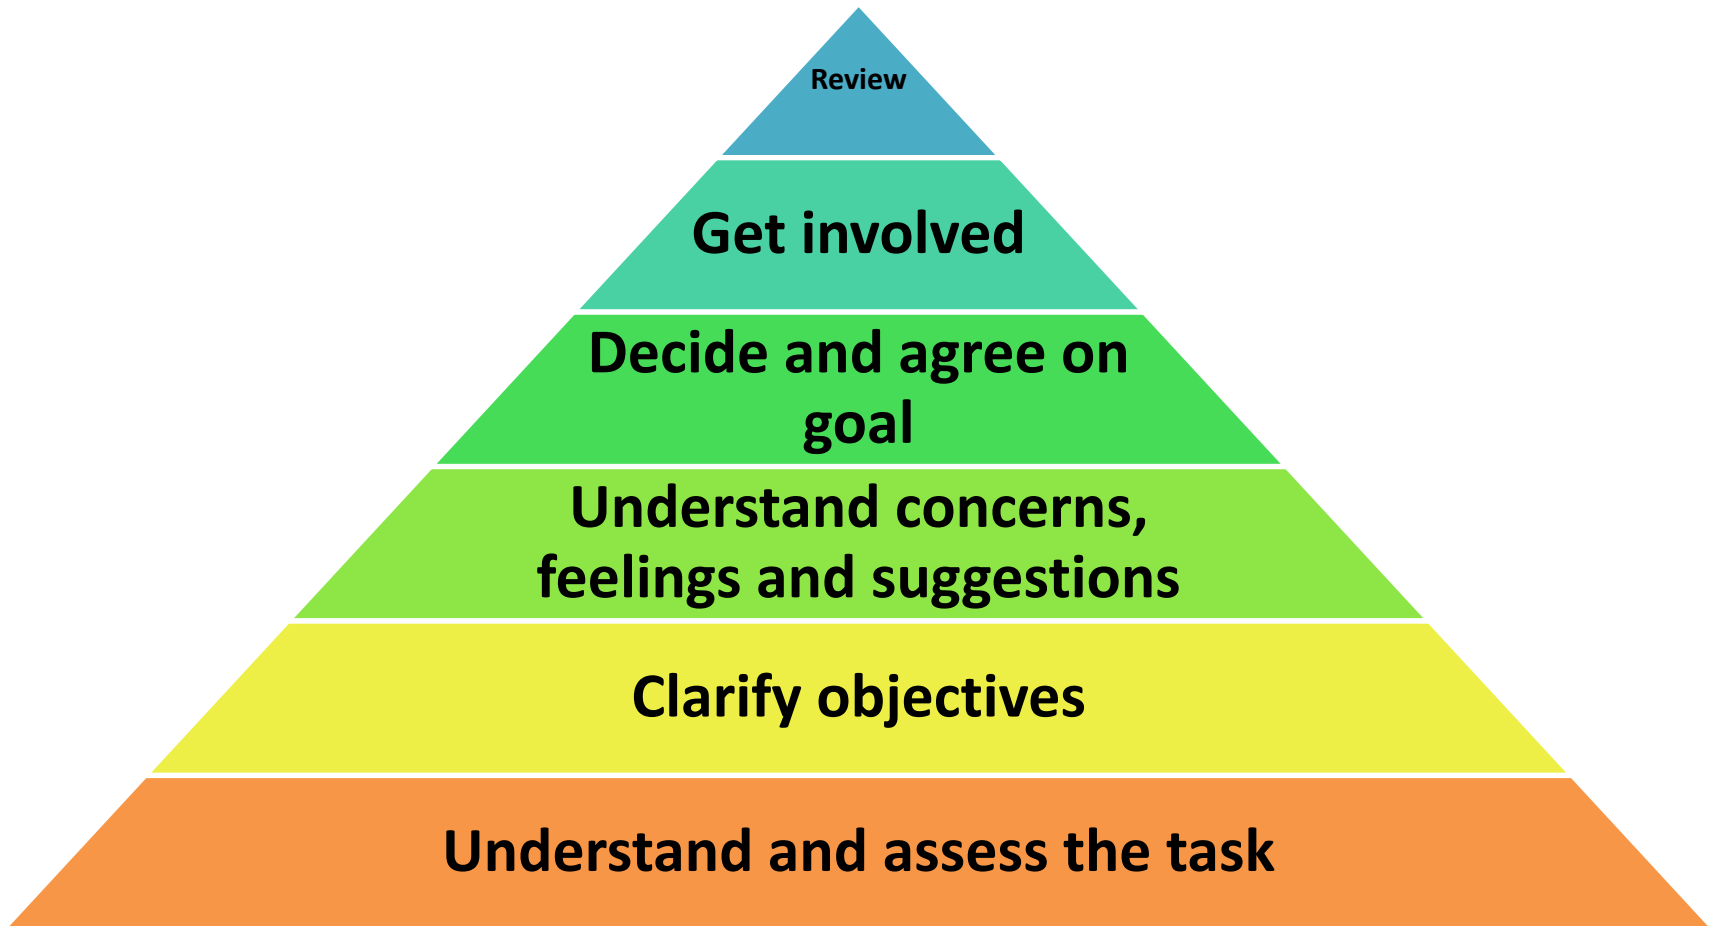 Review
Get involved
Decide and agree on
goal
Understand concerns,
feelings and suggestions
Clarify objectives
Understand and assess the task